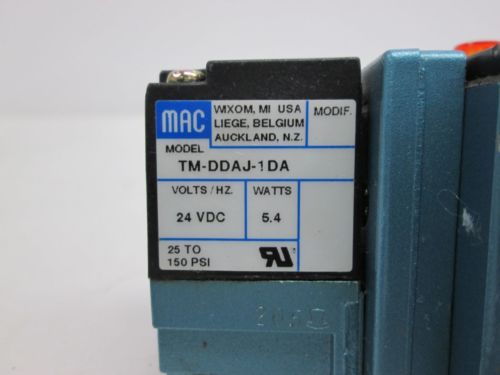 MAC
WIXOM, MI USA
LIEGE, BELGIUM
AUCKLAND, N.Z.
MODIF.
MODEL
TM-DDAJ-1DA
VOLTS / HZ.
WATTS
24 VDC
5.4
25 TO
150 PSI